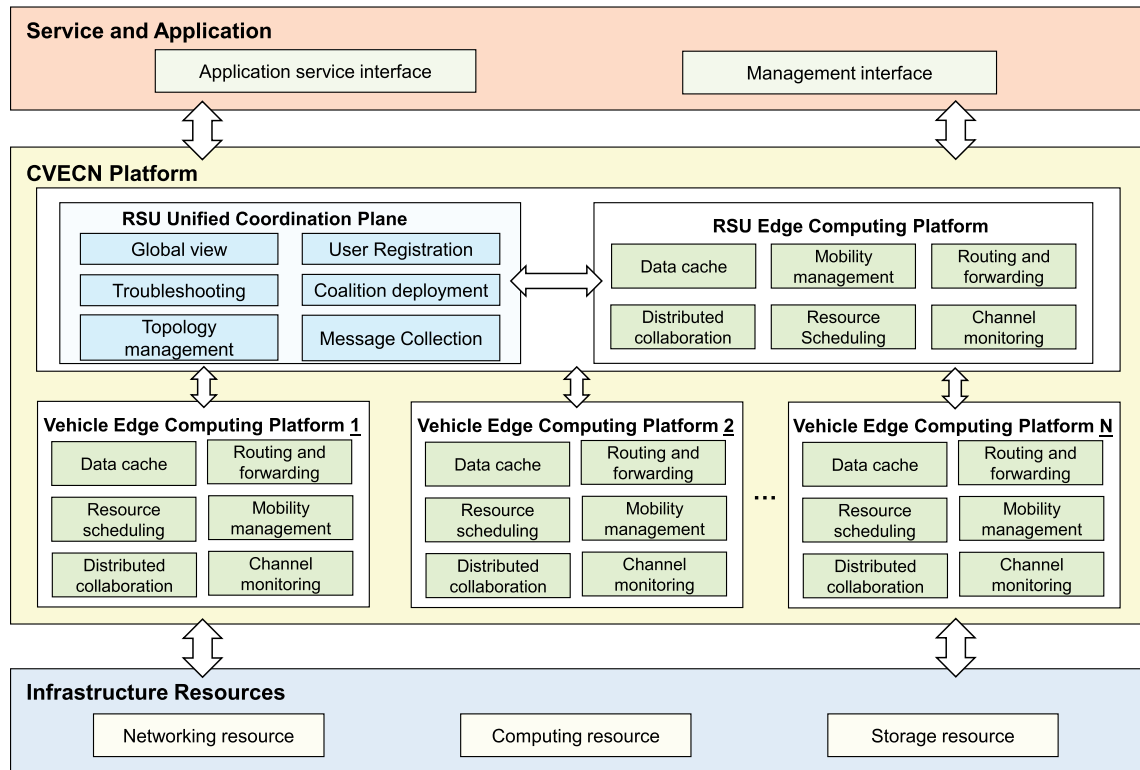 Service and Application
Application service interface
Management interface
CVECN Platform
RSU Unified Coordination Plane
Global view
User Registration
Troubleshooting
Coalition deployment
Topology
management
Message Collection
RSU Edge Computing Platform
Data cache
Mobility
management
Routing and
forwarding
Distributed
collaboration
Resource
Scheduling
Channel
monitoring
Vehicle Edge Computing Platform 1
Data cache
Routing and
forwarding
Resource
scheduling
Mobility
management
Distributed
collaboration
Channel
monitoring
Vehicle Edge Computing Platform 2
Data cache
Routing and
forwarding
Resource
scheduling
Mobility
management
Distributed
collaboration
Channel
monitoring
...
Vehicle Edge Computing Platform N
Data cache
Routing and
forwarding
Resource
scheduling
Mobility
management
Distributed
collaboration
Channel
monitoring
Infrastructure Resources
Networking resource
Computing resource
Storage resource